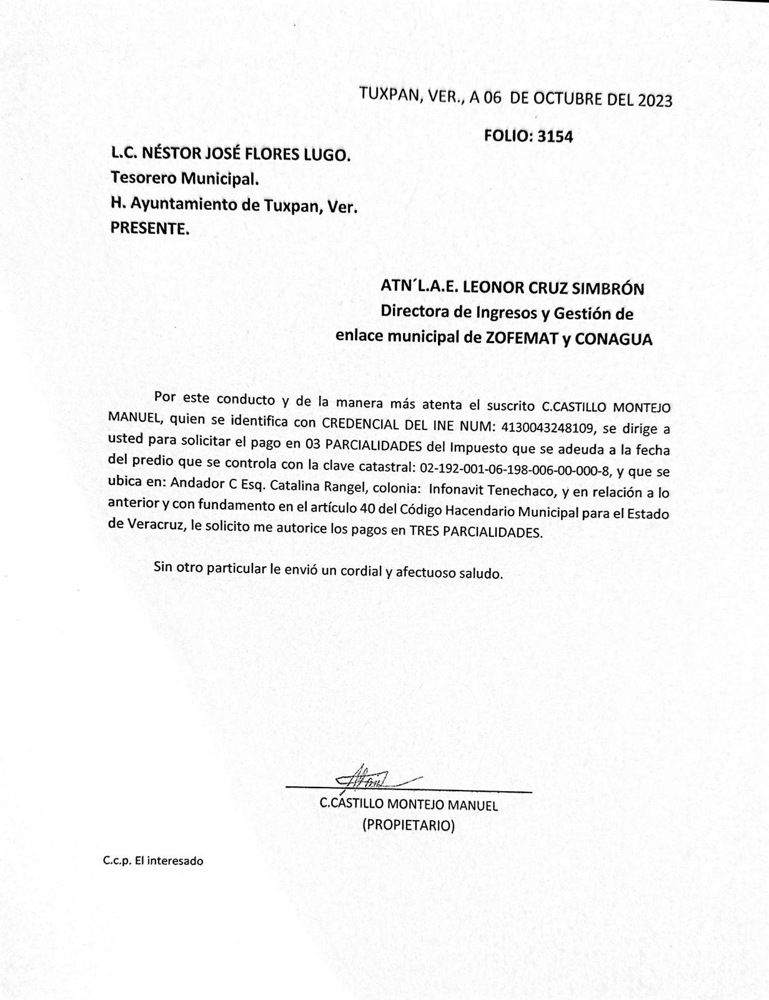 TUXPAN, VER., A 06 DE OCTUBRE DEL 2023
FOLIO: 3154
L.C. NÉSTOR JOSÉ FLORES LUGO.
Tesorero Municipal.
H. Ayuntamiento de Tuxpan, Ver.
PRESENTE.
ATN´L.A.E. LEONOR CRUZ SIMBRÓN
Directora de Ingresos y Gestión de
enlace municipal de ZOFEMAT y CONAGUA
Por este conducto y de la manera más atenta el suscrito C.CASTILLO MONTEJO
MANUEL, quien se identifica con CREDENCIAL DEL INE NUM: 4130043248109, se dirige a
usted para solicitar el pago en 03 PARCIALIDADES del Impuesto que se adeuda a la fecha
del predio que se controla con la clave catastral: 02-192-001-06-198-006-00-000-8, y que se
ubica en: Andador C Esq. Catalina Rangel, colonia: Infonavit Tenechaco, y en relación a lo
anterior y con fundamento en el artículo 40 del Código Hacendario Municipal para el Estado
de Veracruz, le solicito me autorice los pagos en TRES PARCIALIDADES.
Sin otro particular le envió un cordial y afectuoso saludo.
C.CASTILLO MONTEJO MANUEL
(PROPIETARIO)
C.c.p. El interesado